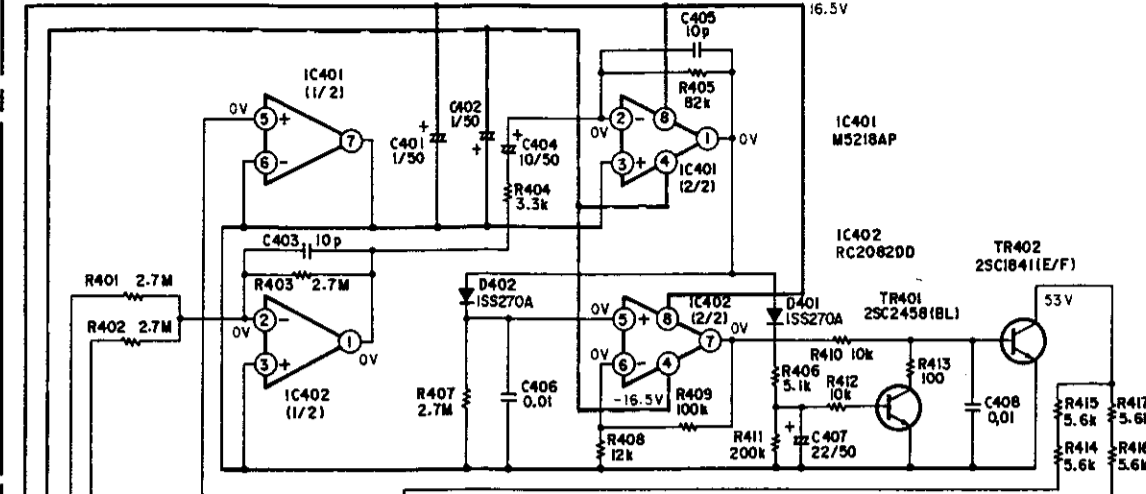 16.5V
C405
10p
R405
82k
IC401
(1/2)
0V
5
+
6
-
7
C401
1/50
+
C402
1/50
+
+
C404
10/50
R404
3.3k
0V
2
-
8
3
+
4
1
0V
IC401
(2/2)
IC401
M5218AP
IC402
RC2082DD
C403 10p
R403 2.7M
R401 2.7M
R402 2.7M
0V
2
-
3
+
1
0V
IC402
(1/2)
D402
1SS270A
0V
5
+
8
IC402
(2/2)
0V
6
-
4
7
0V
-16.5V
R407
2.7M
C406
0.01
R409
100k
R408
12k
D401
1SS270A
R410 10k
R406
5.1k
R412
10k
R411
200k
+
C407
22/50
TR401
2SC2458(BL)
R413
100
C408
0,01
TR402
2SC1841(E/F)
53V
R415
5.6k
R414
5.6k
R417
5.6k
R416
5.6k